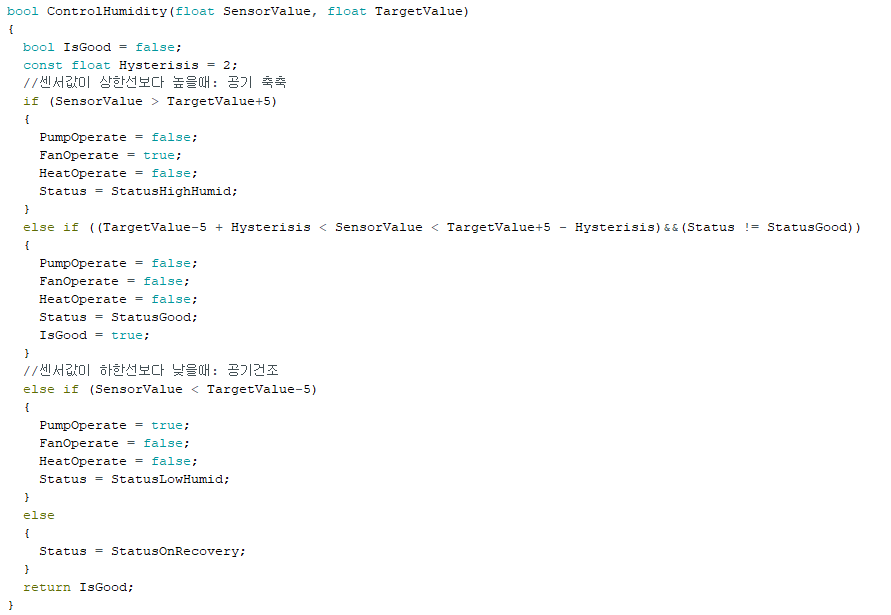 bool ControlHumidity(float SensorValue, float TargetValue)
{
  bool IsGood = false;
  const float Hysterisis = 2;
  //센서값이 상한선보다 높을때: 공기 축축
  if (SensorValue > TargetValue+5)
  {
    PumpOperate = false;
    FanOperate = true;
    HeatOperate = false;
    Status = StatusHighHumid;
  }
  else if ((TargetValue-5 + Hysterisis < SensorValue < TargetValue+5 - Hysterisis)&&(Status != StatusGood))
  {
    PumpOperate = false;
    FanOperate = false;
    HeatOperate = false;
    Status = StatusGood;
    IsGood = true;
  }
  //센서값이 하한선보다 낮을때: 공기건조
  else if (SensorValue < TargetValue-5)
  {
    PumpOperate = true;
    FanOperate = false;
    HeatOperate = false;
    Status = StatusLowHumid;
  }
  else
  {
    Status = StatusOnRecovery;
  }
  return IsGood;
}